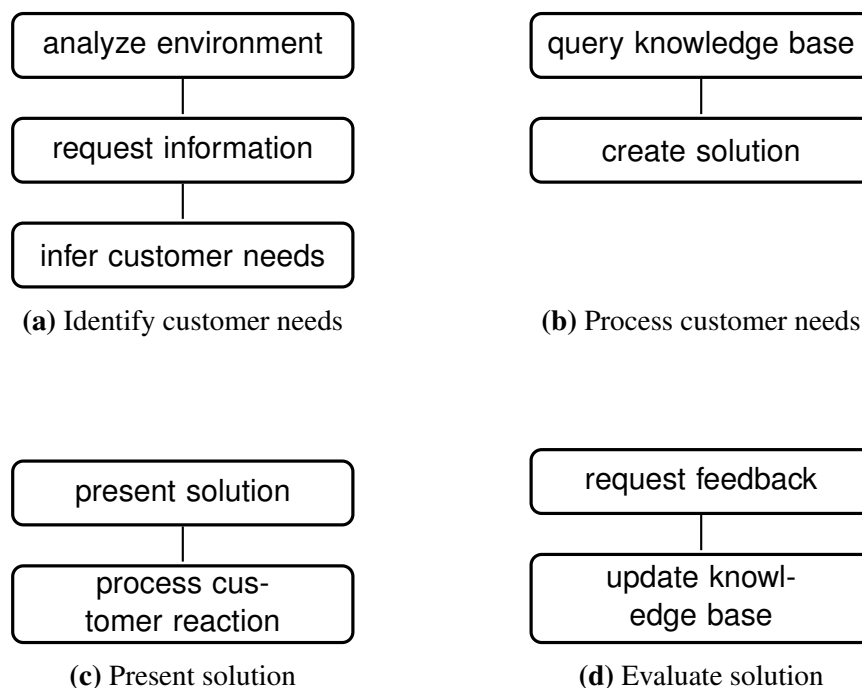 analyze environment
request information
infer customer needs
(a) Identify customer needs
query knowledge base
create solution
(b) Process customer needs
present solution
process cus-
tomer reaction
(c) Present solution
request feedback
update knowl-
edge base
(d) Evaluate solution